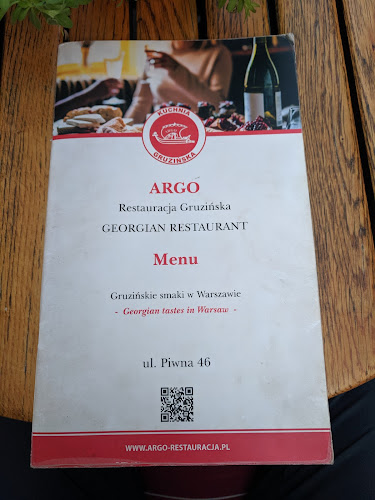 KUCHNIA
ARGO
GRUZIŃSKA
ARGO
Restauracja Gruzińska
GEORGIAN RESTAURANT
Menu
Gruzińskie smaki w Warszawie
- Georgian tastes in Warsaw -
ul. Piwna 46
WWW.ARGO-RESTAURACJA.PL